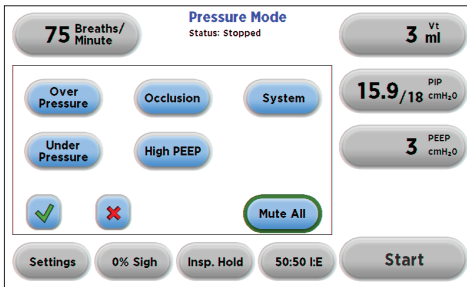 Pressure Mode
Status: Stopped
75 Breaths/
Minute
3 Vt
ml
Over
Pressure
Occlusion
System
15.9/18 PIP
cmH₂O
Under
Pressure
High PEEP
3 PEEP
cmH₂O
Mute All
Settings
0% Sigh
Insp. Hold
50:50 I:E
Start